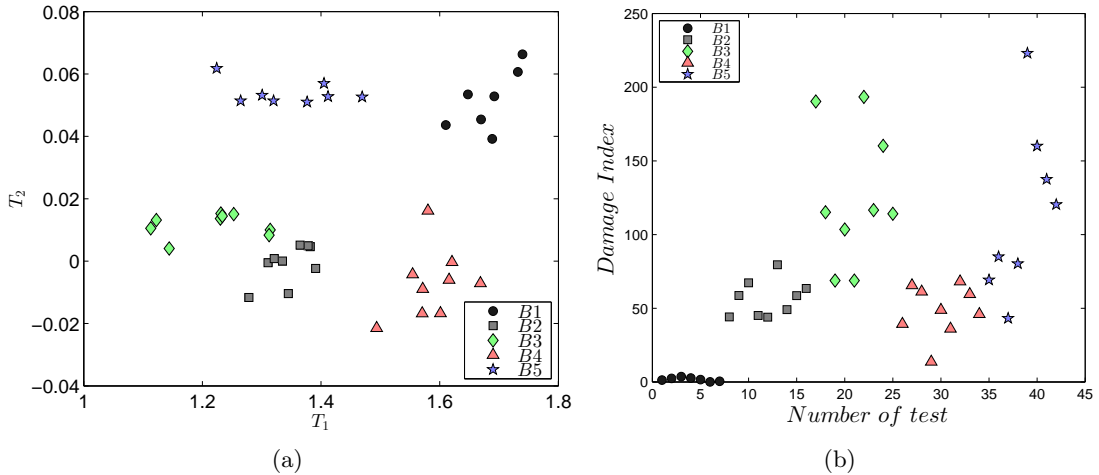 0.08
0.06
0.04
0.02
0
−0.02
−0.04
T2
1
1.2
1.4
1.6
1.8
T1
B1
B2
B3
B4
B5
(a)
250
200
150
100
50
0
Damage Index
0
5
10
15
20
25
30
35
40
45
Number of test
B1
B2
B3
B4
B5
(b)